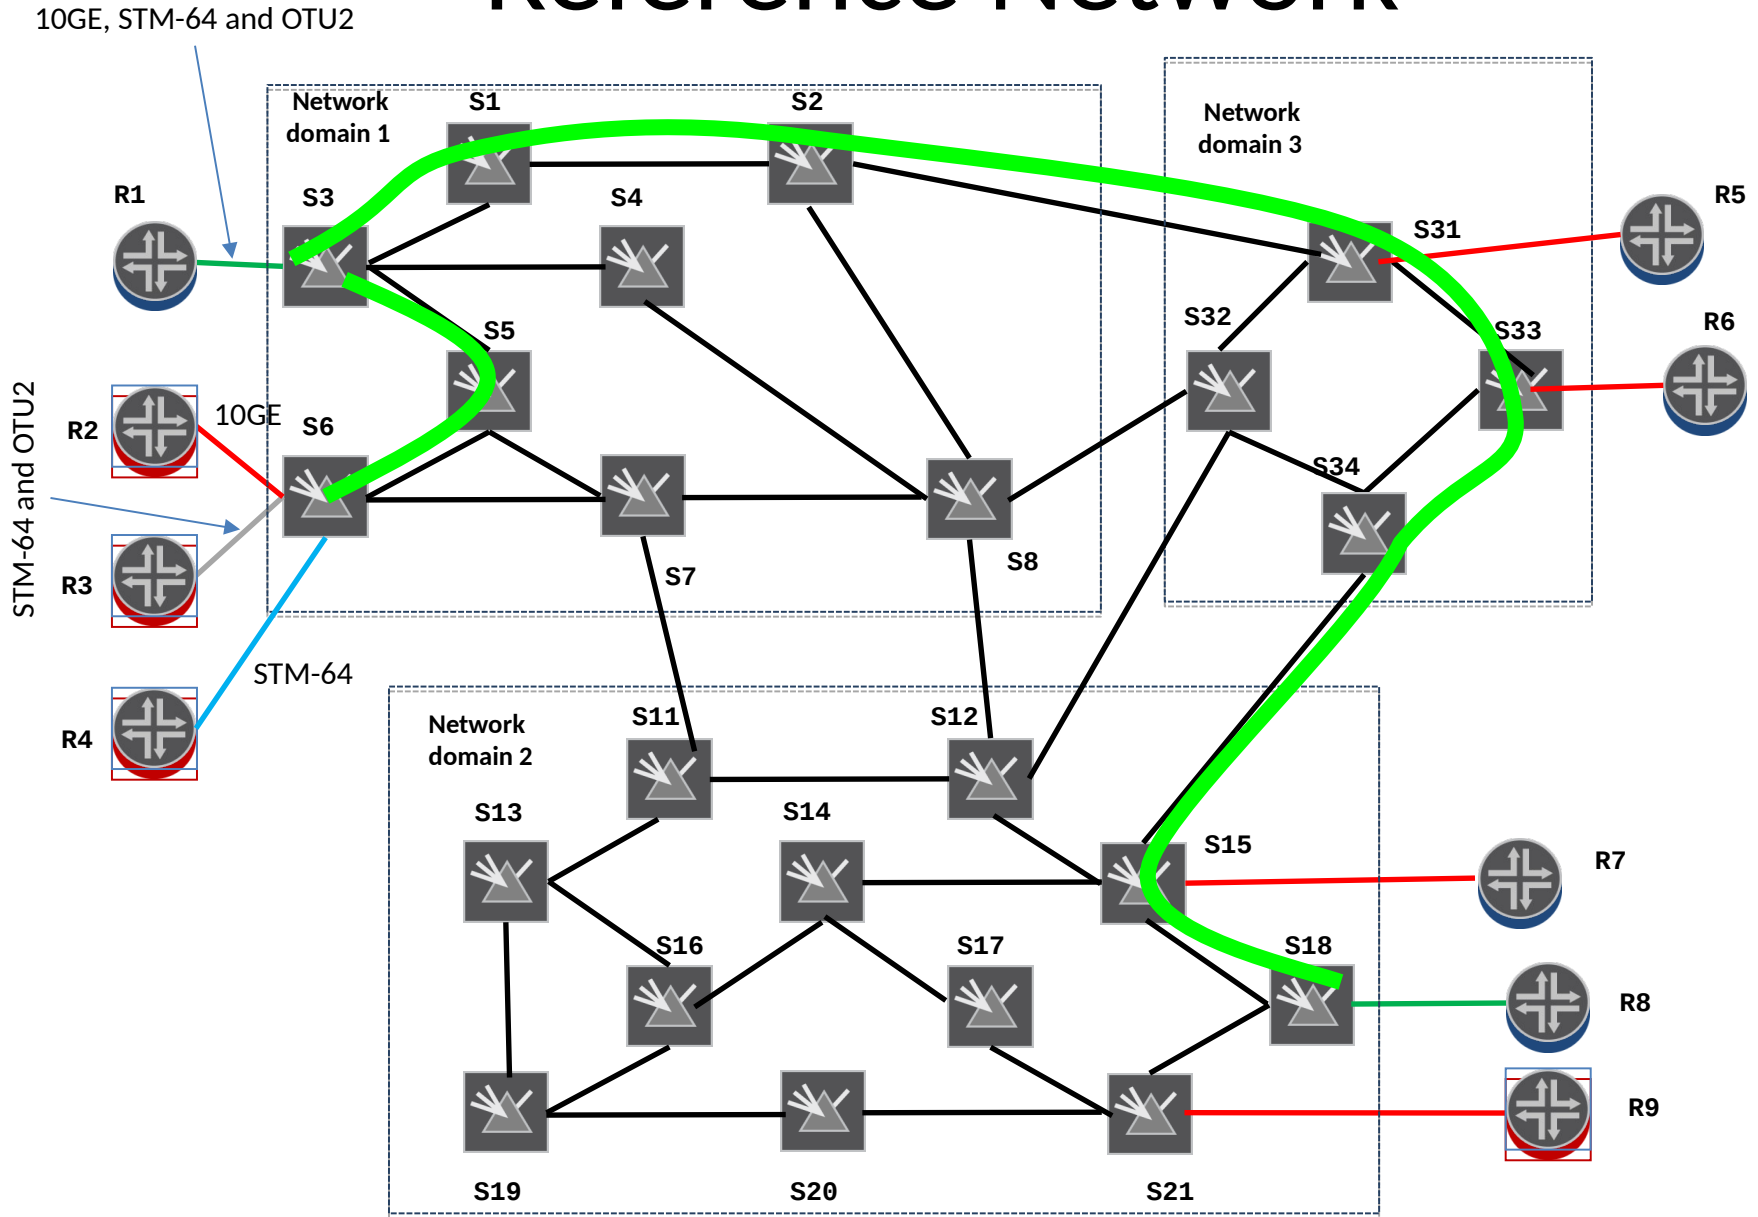 Reference Network
10GE, STM-64 and OTU2
Network
domain 1
S1
S2
Network
domain 3
R1
S3
S4
S31
R5
S5
S32
S33
R6
R2
10GE
S6
S34
STM-64 and OTU2
R3
S7
S8
STM-64
R4
Network
domain 2
S11
S12
S13
S14
S15
R7
S16
S17
S18
R8
R9
S19
S20
S21